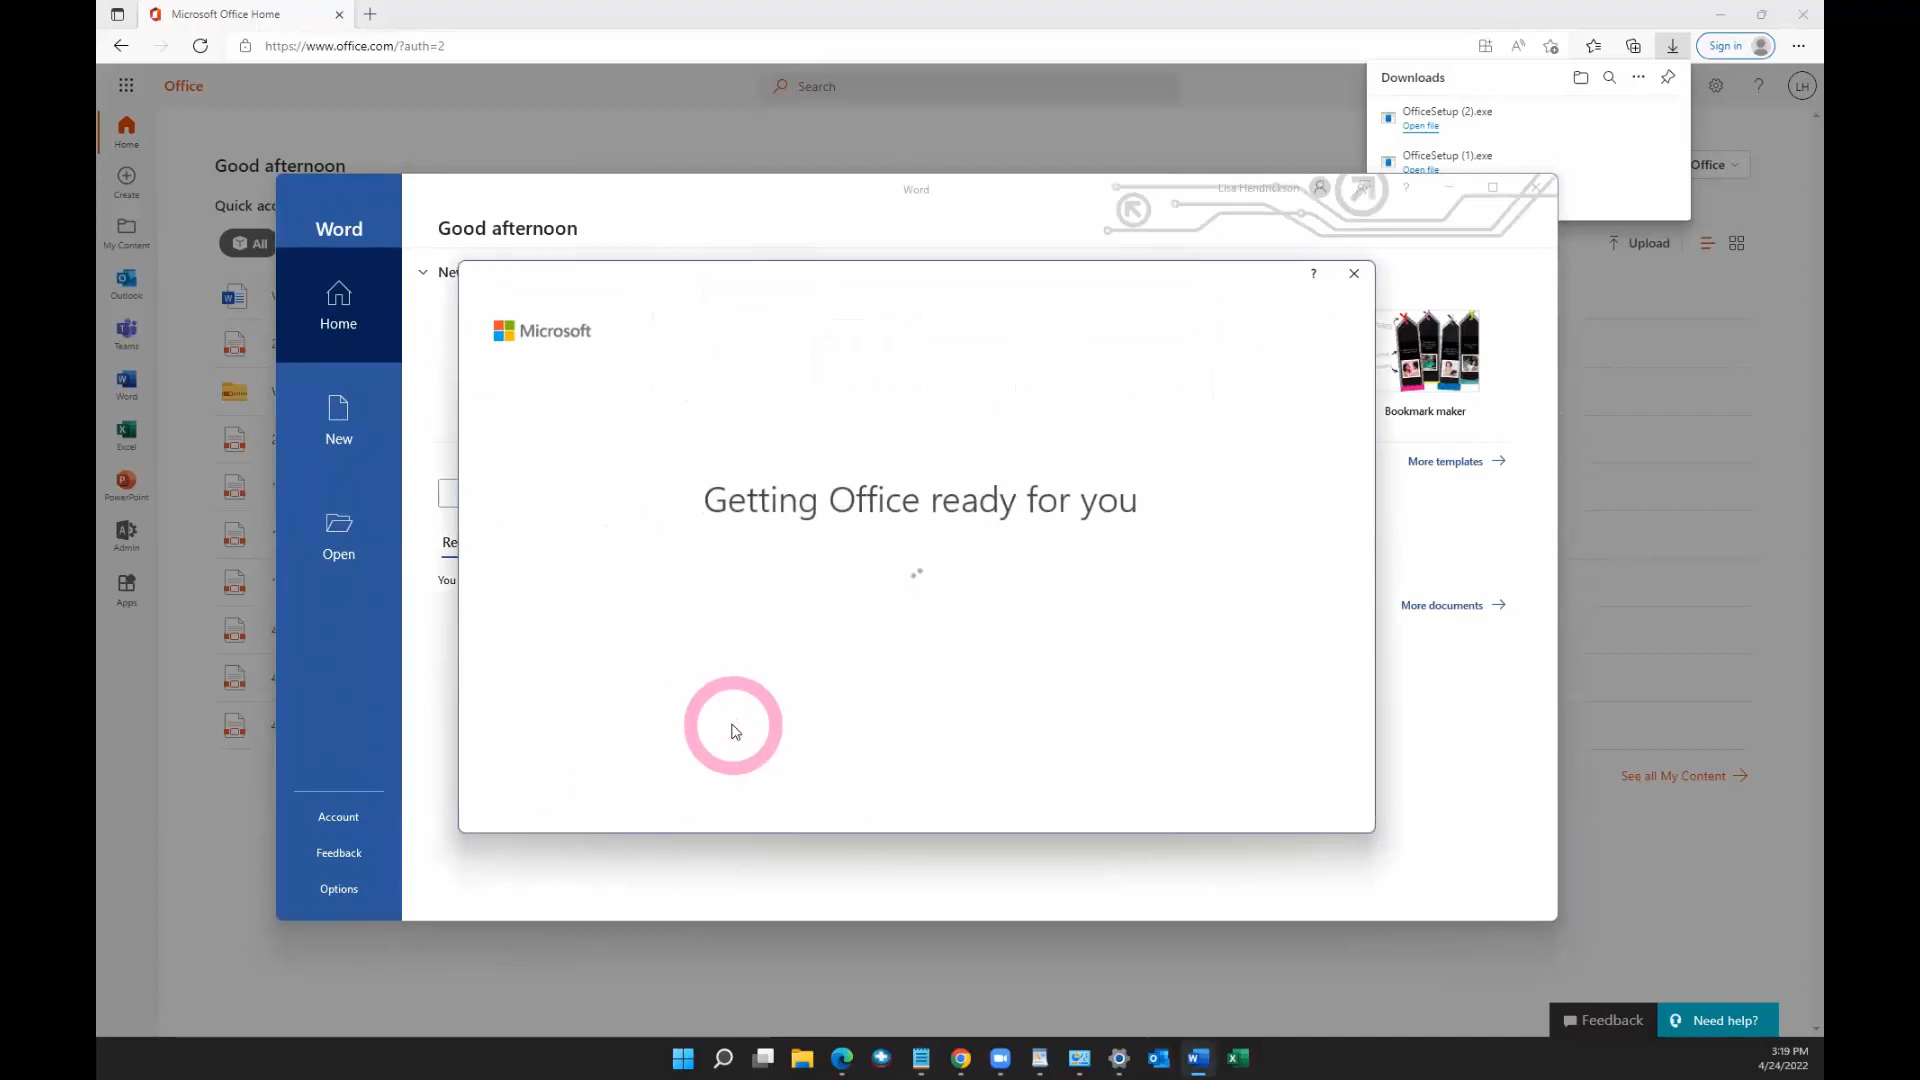 Microsoft Office Home
https://www.office.com/?auth=2
Sign in
Office
Search
Downloads
OfficeSetup (2).exe
Open file
OfficeSetup (1).exe
Open file
LH
Office
Home
Create
My Content
Outlook
Teams
Word
Excel
PowerPoint
Admin
Apps
Good afternoon
Quick acc
All
Upload
See all My Content
Word
Lisa Hendrickson
Word
Home
New
Open
Account
Feedback
Options
Good afternoon
New
Re
You
Bookmark maker
More templates
More documents
Microsoft
Getting Office ready for you
Feedback
Need help?
3:19 PM
4/24/2022